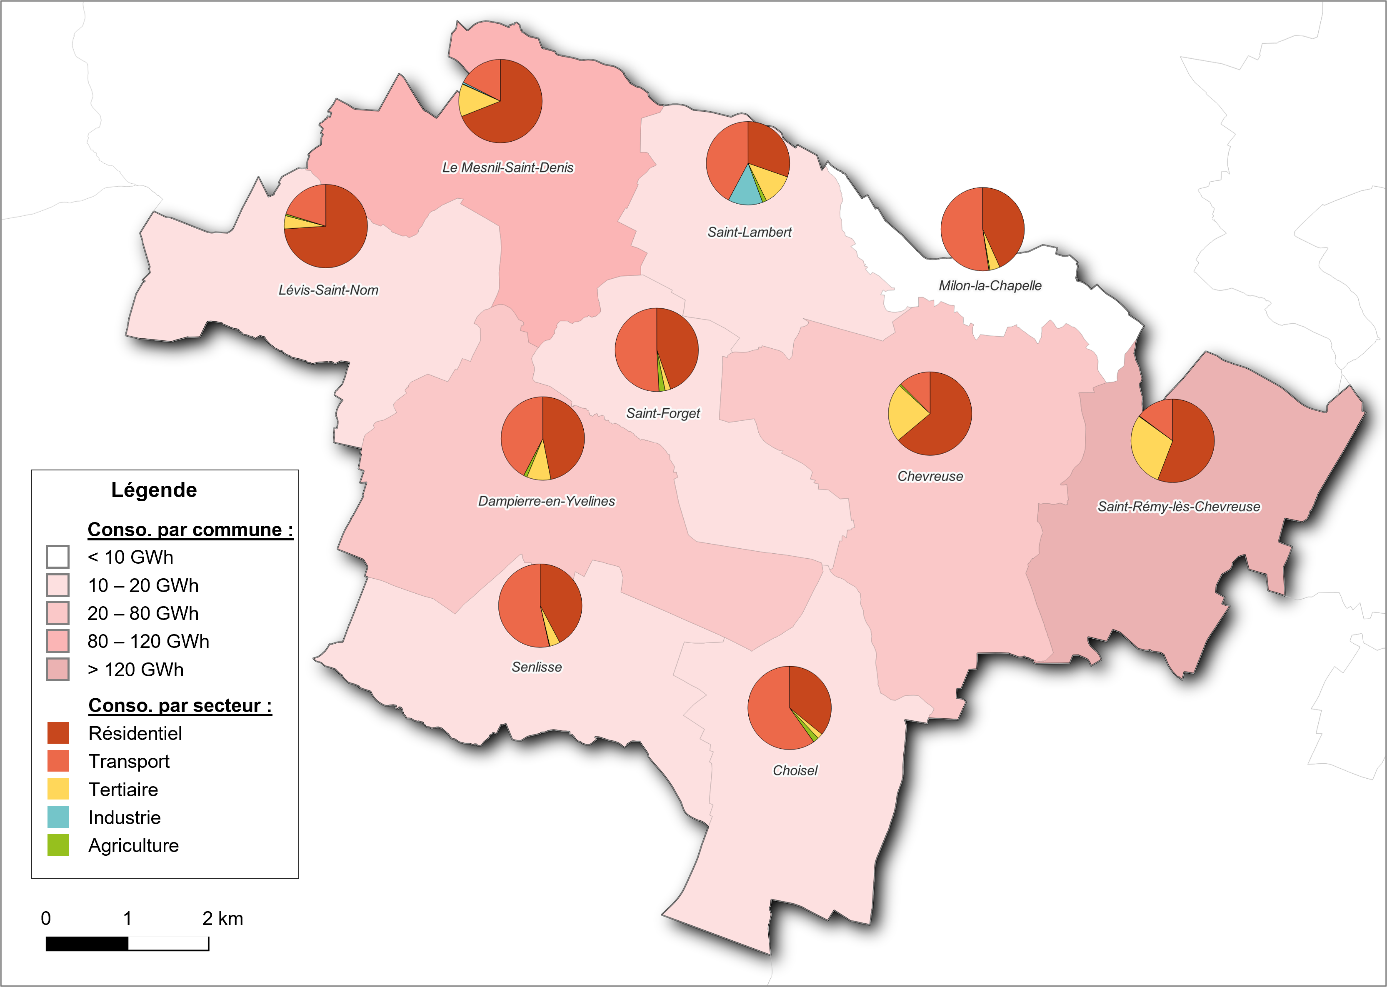 Le Mesnil-Saint-Denis
Saint-Lambert
Lévis-Saint-Nom
Milon-la-Chapelle
Saint-Forget
Chevreuse
Dampierre-en-Yvelines
Saint-Rémy-lès-Chevreuse
Senlisse
Choisel
Légende
Conso. par commune :
< 10 GWh
10 – 20 GWh
20 – 80 GWh
80 – 120 GWh
> 120 GWh
Conso. par secteur :
Résidentiel
Transport
Tertiaire
Industrie
Agriculture
0 1 2 km